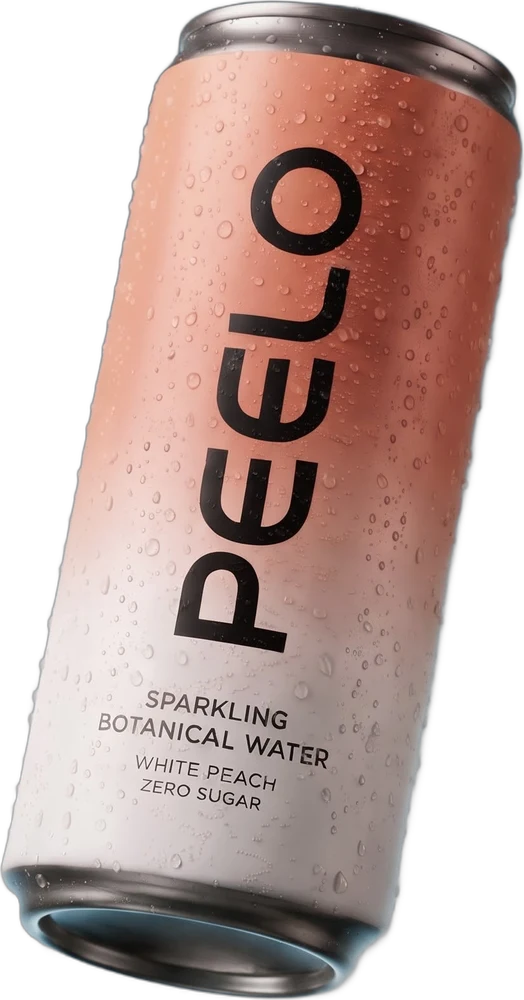 PEELO
SPARKLING
BOTANICAL WATER
WHITE PEACH
ZERO SUGAR